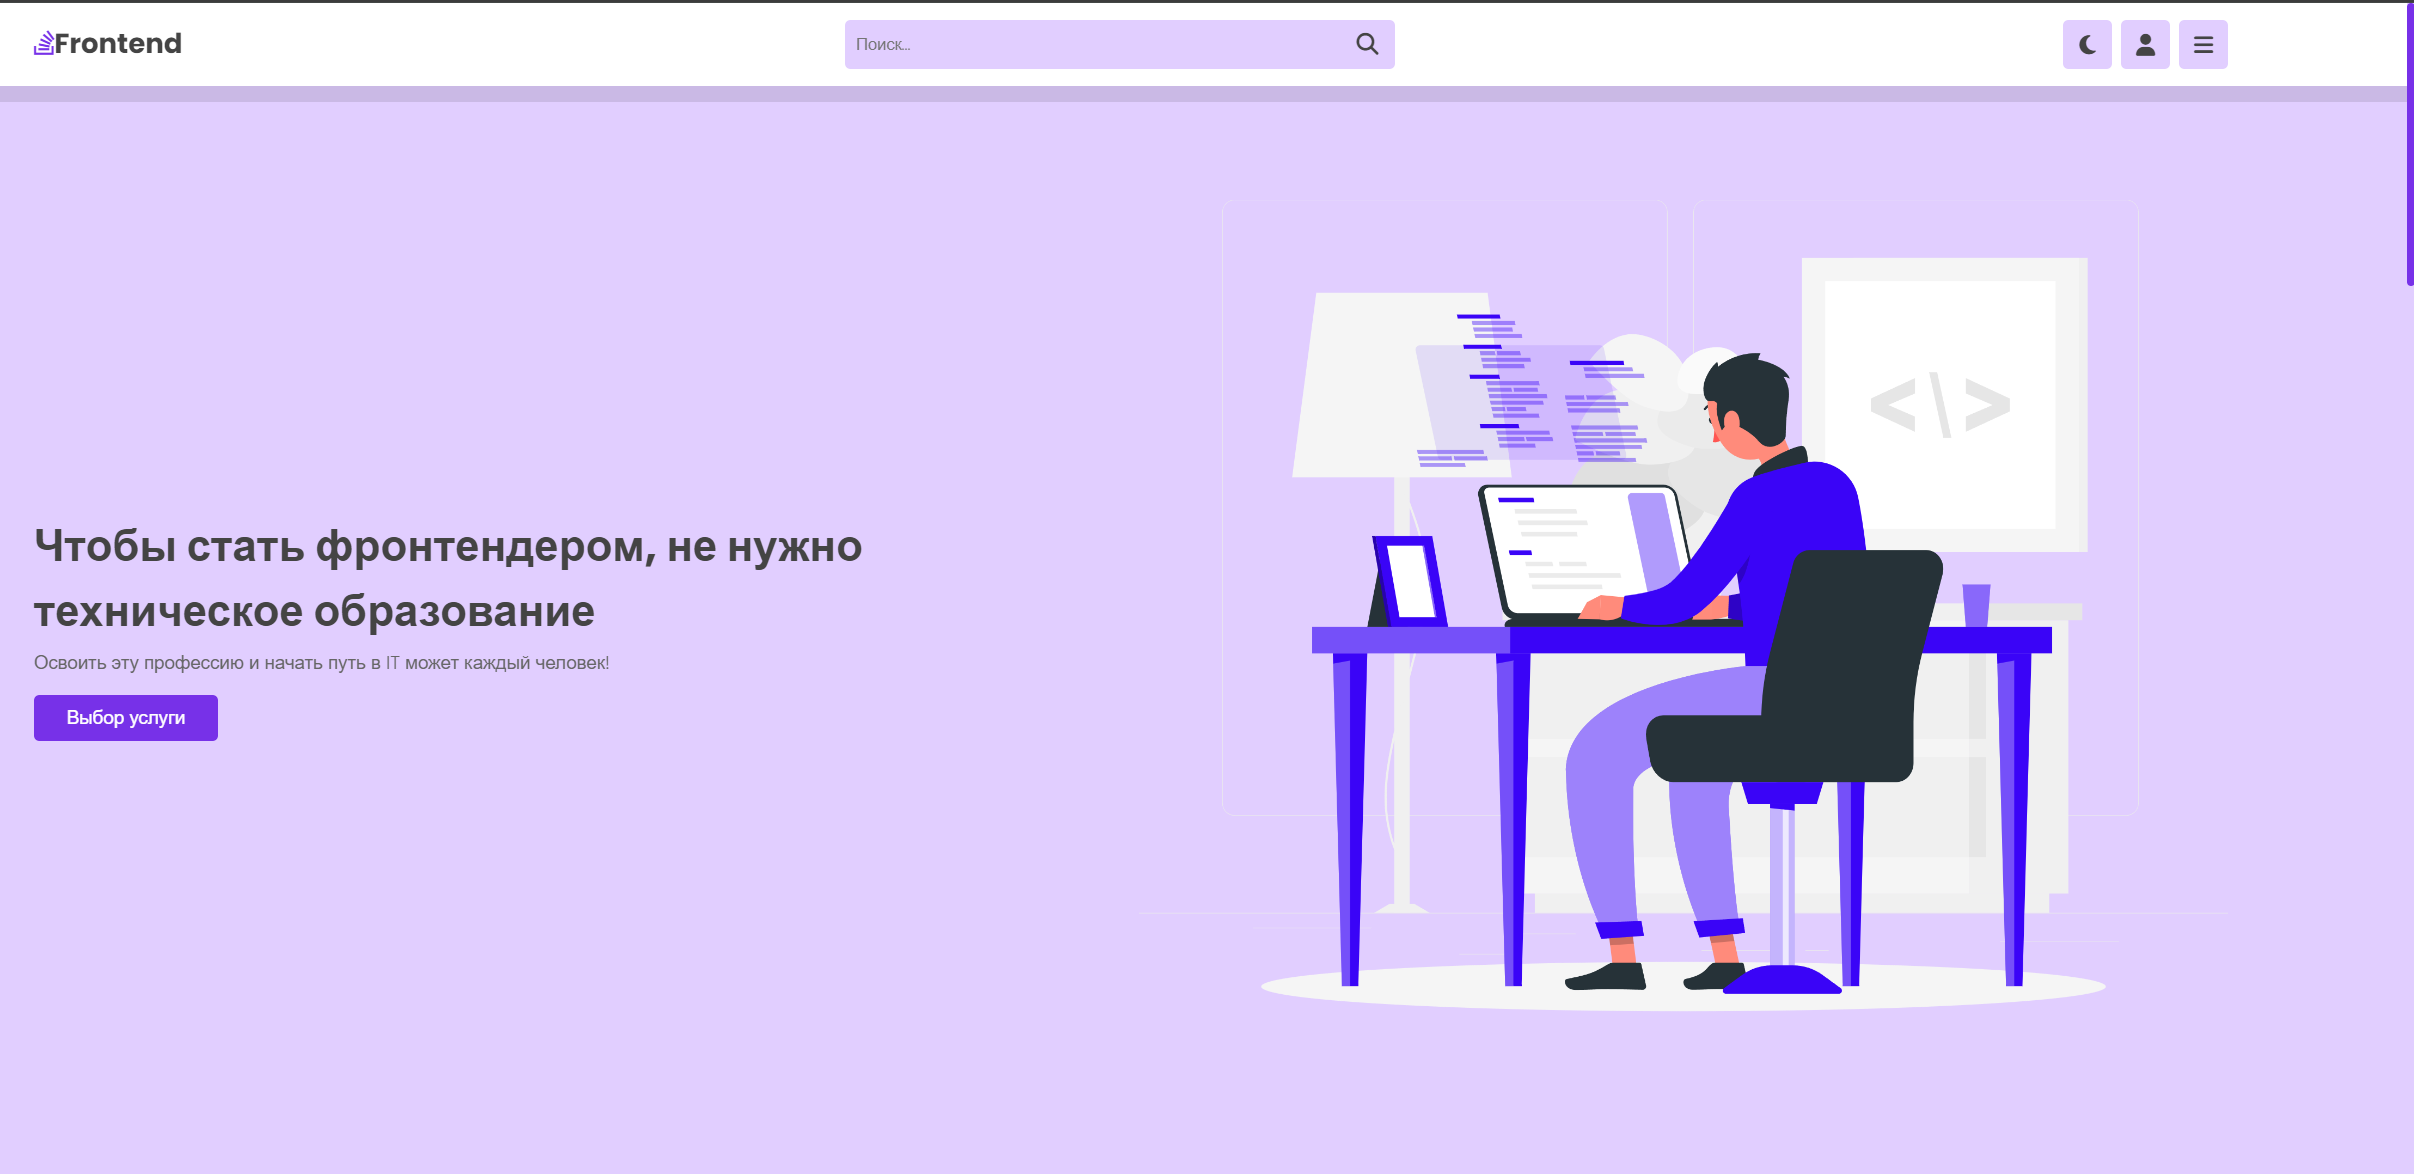 Frontend
Поиск...
Чтобы стать фронтендером, не нужно
техническое образование
Освоить эту профессию и начать путь в IT может каждый человек!
Выбор услуги
<\>